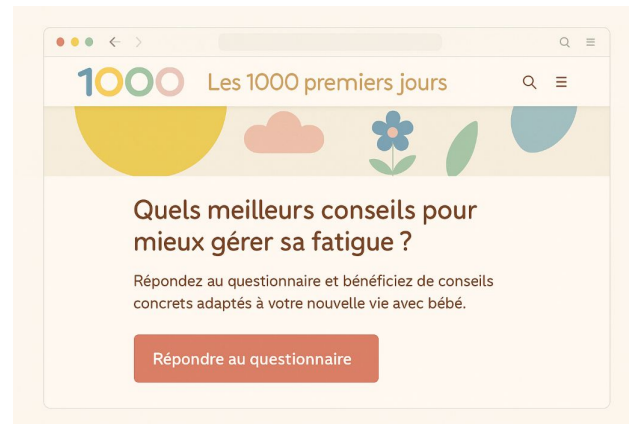 1000 Les 1000 premiers jours
Quels meilleurs conseils pour
mieux gérer sa fatigue ?
Répondez au questionnaire et bénéficiez de conseils
concrets adaptés à votre nouvelle vie avec bébé.
Répondre au questionnaire